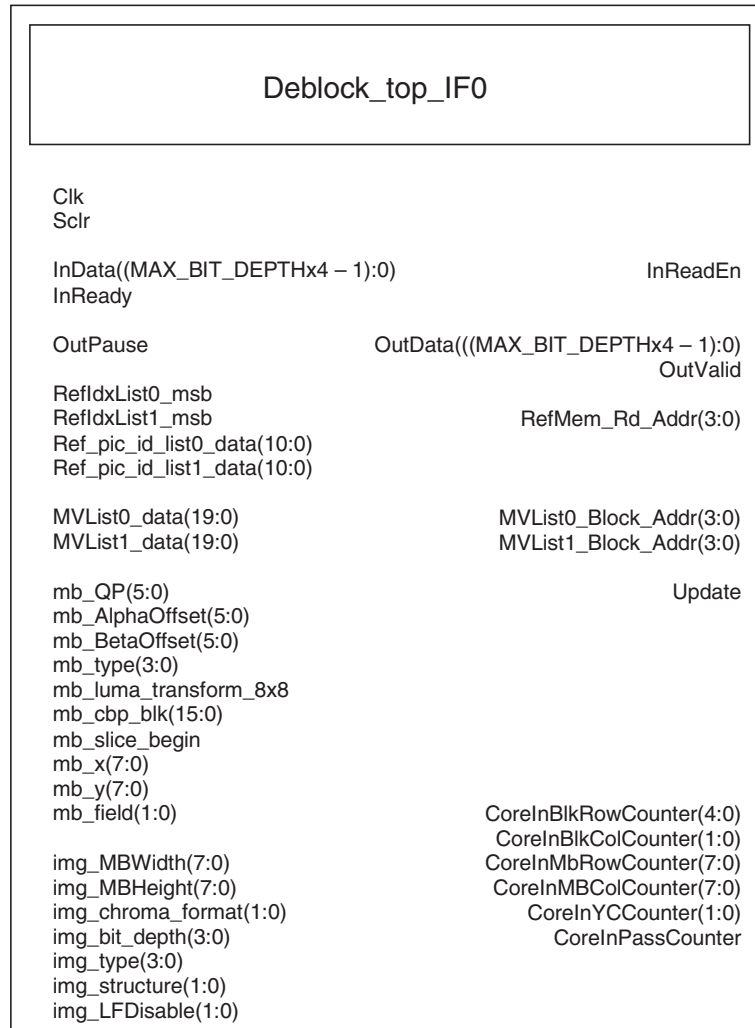 Deblock_top_IF0
Clk
Sclr
InData((MAX_BIT_DEPTHx4 – 1):0) InReadEn
InReady
OutPause OutData(((MAX_BIT_DEPTHx4 – 1):0)
OutValid
RefIdxList0_msb
RefIdxList1_msb RefMem_Rd_Addr(3:0)
Ref_pic_id_list0_data(10:0)
Ref_pic_id_list1_data(10:0)
MVList0_data(19:0) MVList0_Block_Addr(3:0)
MVList1_data(19:0) MVList1_Block_Addr(3:0)
mb_QP(5:0) Update
mb_AlphaOffset(5:0)
mb_BetaOffset(5:0)
mb_type(3:0)
mb_luma_transform_8x8
mb_cbp_blk(15:0)
mb_slice_begin
mb_x(7:0)
mb_y(7:0)
mb_field(1:0) CoreInBlkRowCounter(4:0)
CoreInBlkColCounter(1:0)
img_MBWidth(7:0) CoreInMbRowCounter(7:0)
img_MBHeight(7:0) CoreInMBColCounter(7:0)
img_chroma_format(1:0) CoreInYCCounter(1:0)
img_bit_depth(3:0) CoreInPassCounter
img_type(3:0)
img_structure(1:0)
img_LFDisable(1:0)